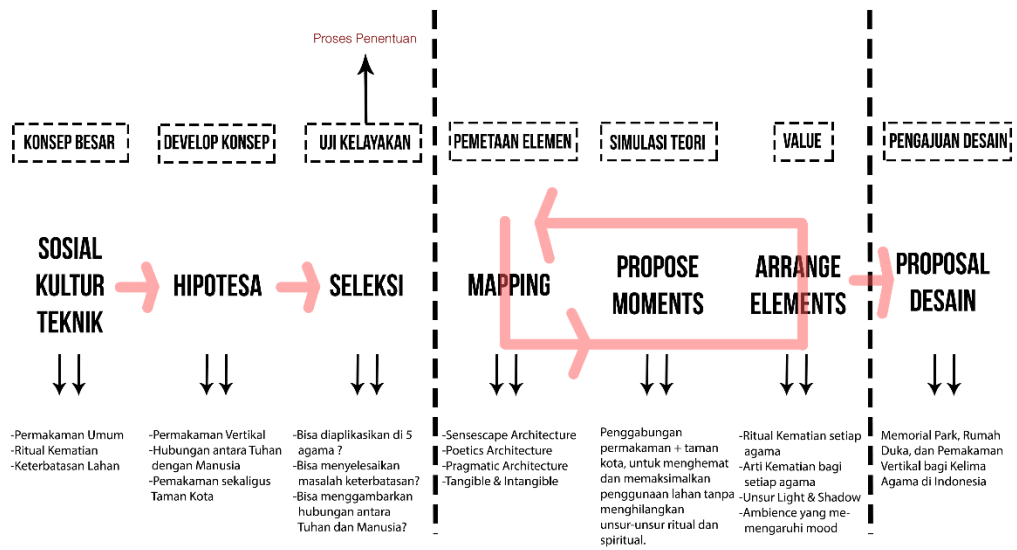 Proses Penentuan
KONSEP BESAR
DEVELOP KONSEP
UJI KELAYAKAN
PEMETAAN ELEMEN
SIMULASI TEORI
VALUE
PENGAJUAN DESAIN
SOSIAL
KULTUR
TEKNIK
HIPOTESA
SELEKSI
MAPPING
PROPOSE
MOMENTS
ARRANGE
ELEMENTS
PROPOSAL
DESAIN
-Permakaman Umum
-Ritual Kematian
-Keterbatasan Lahan
-Permakaman Vertikal
-Hubungan antara Tuhan
dengan Manusia
-Pemakaman sekaligus
Taman Kota
-Bisa diaplikasikan di 5
agama ?
-Bisa menyelesaikan
masalah keterbatasan?
-Bisa menggambarkan
hubungan antara
Tuhan dan Manusia?
-Sensescape Architecture
-Poetics Architecture
-Pragmatic Architecture
-Tangible & Intangible
Penggabungan
permakaman + taman
kota, untuk menghemat
dan memaksimalkan
penggunaan lahan tanpa
menghilangkan
unsur-unsur ritual dan
spiritual.
-Ritual Kematian setiap
agama
-Arti Kematian bagi
setiap agama
-Unsur Light & Shadow
-Ambience yang me-
mengaruhi mood
Memorial Park, Rumah
Duka, dan Pemakaman
Vertikal bagi Kelima
Agama di Indonesia